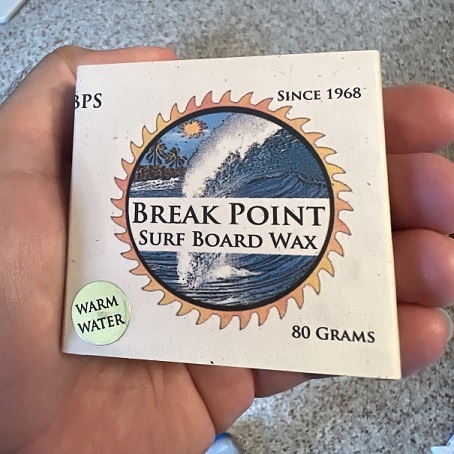 BPS
SINCE 1968
BREAK POINT
SURF BOARD WAX
WARM
WATER
80 GRAMS